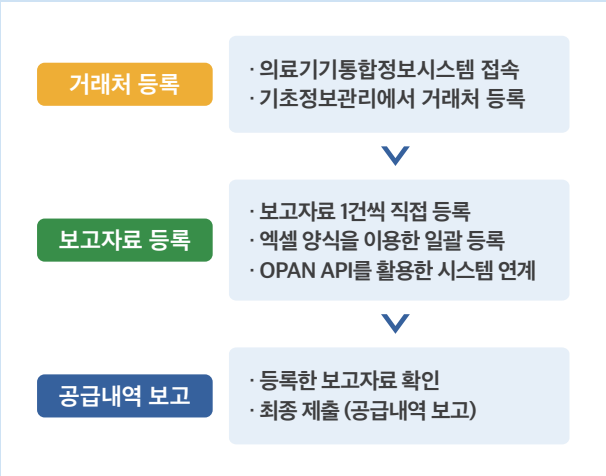 거래처 등록
· 의료기기통합정보시스템 접속
· 기초정보관리에서 거래처 등록
보고자료 등록
· 보고자료 1건씩 직접 등록
· 엑셀 양식을 이용한 일괄 등록
· OPAN API를 활용한 시스템 연계
공급내역 보고
· 등록한 보고자료 확인
· 최종 제출 (공급내역 보고)